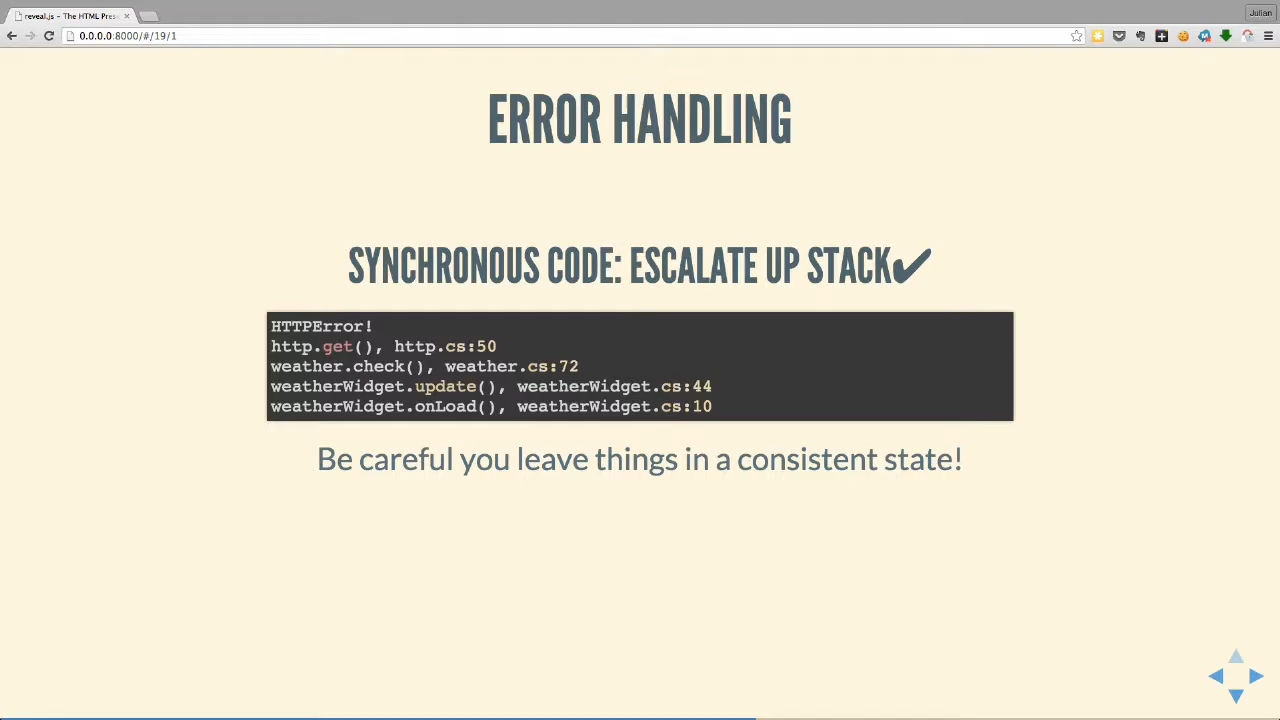 reveal.js – The HTML Pres
Julian
0.0.0.0:8000/#/19/1
ERROR HANDLING
SYNCHRONOUS CODE: ESCALATE UP STACK✔
HTTPError!
http.get(), http.cs:50
weather.check(), weather.cs:72
weatherWidget.update(), weatherWidget.cs:44
weatherWidget.onLoad(), weatherWidget.cs:10
Be careful you leave things in a consistent state!